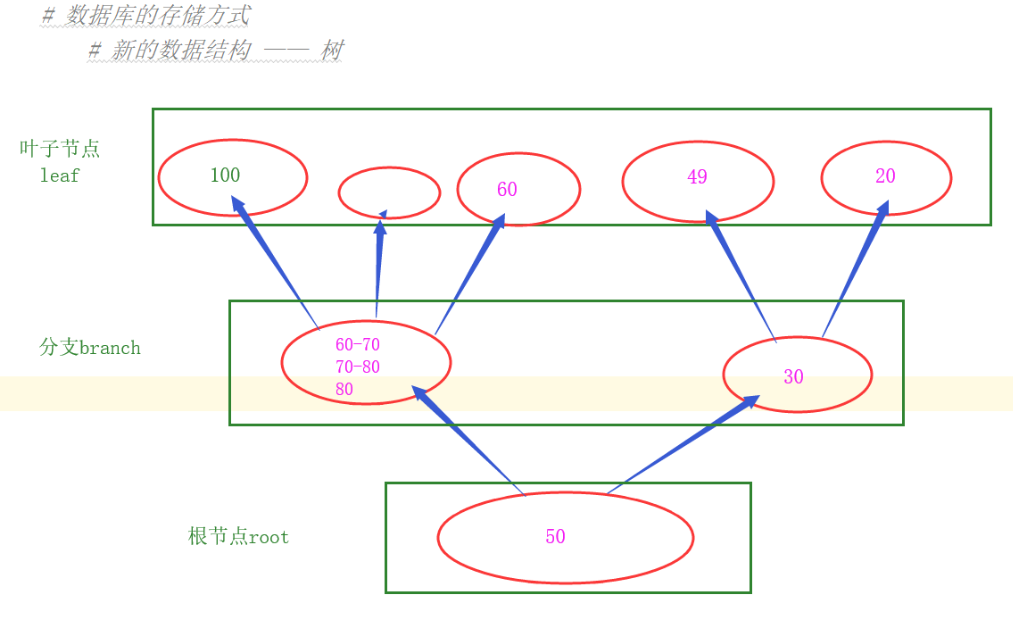 # 数据库的存储方式
# 新的数据结构 —— 树
叶子节点
leaf
100
60
49
20
分支branch
60-70
70-80
80
30
根节点root
50